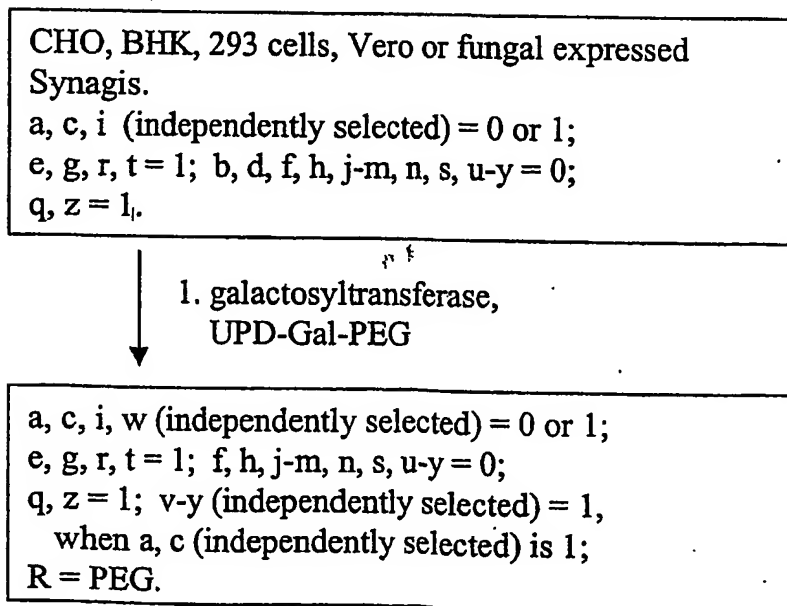 CHO, BHK, 293 cells, Vero or fungal expressed
Synagis.
a, c, i (independently selected) = 0 or 1;
e, g, r, t = 1; b, d, f, h, j-m, n, s, u-y = 0;
q, z = 1.
1. galactosyltransferase,
UPD-Gal-PEG
a, c, i, w (independently selected) = 0 or 1;
e, g, r, t = 1; f, h, j-m, n, s, u-y = 0;
q, z = 1; v-y (independently selected) = 1,
when a, c (independently selected) is 1;
R = PEG.